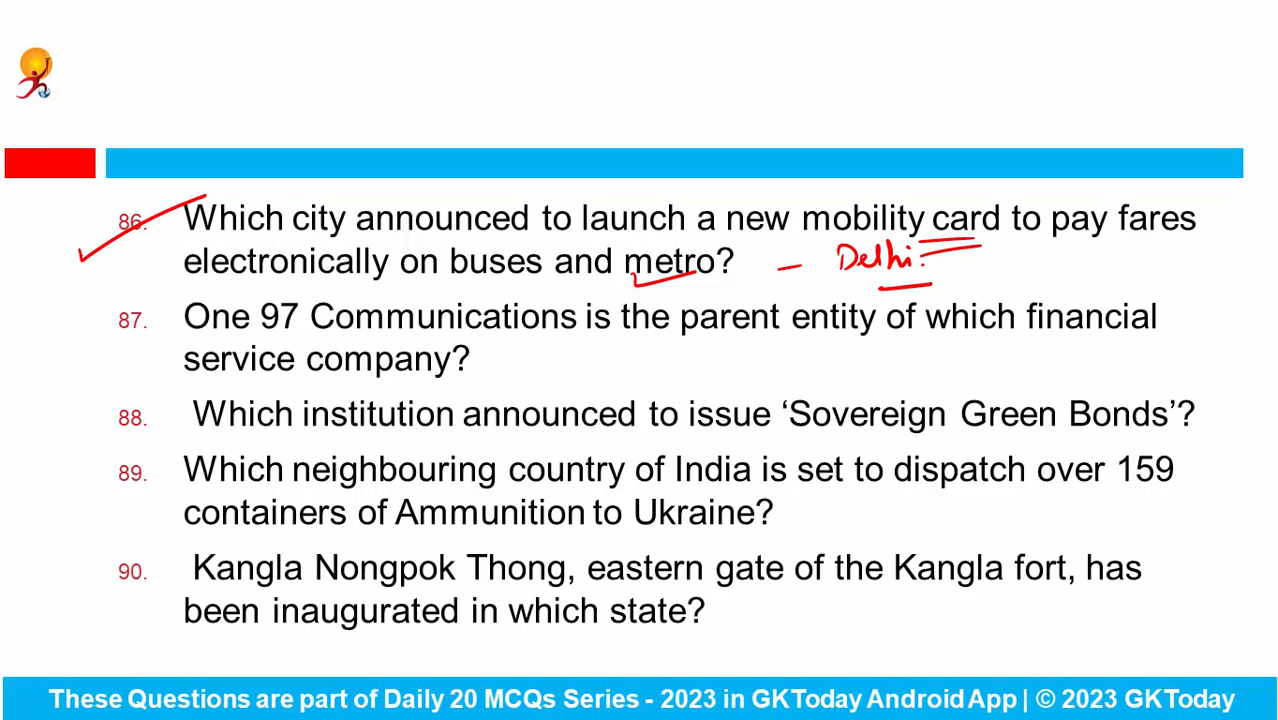 86. Which city announced to launch a new mobility card to pay fares
electronically on buses and metro? - Delhi.
87. One 97 Communications is the parent entity of which financial
service company?
88. Which institution announced to issue ‘Sovereign Green Bonds’?
89. Which neighbouring country of India is set to dispatch over 159
containers of Ammunition to Ukraine?
90. Kangla Nongpok Thong, eastern gate of the Kangla fort, has
been inaugurated in which state?
These Questions are part of Daily 20 MCQs Series - 2023 in GKToday Android App | © 2023 GKToday